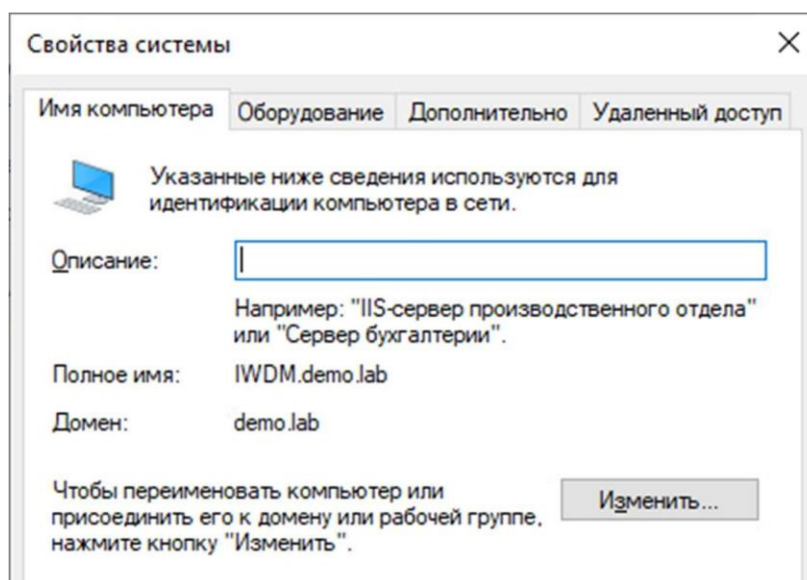 Свойства системы
Имя компьютера Оборудование Дополнительно Удаленный доступ
Указанные ниже сведения используются для
идентификации компьютера в сети.
Описание:
Например: "IIS-сервер производственного отдела"
или "Сервер бухгалтерии".
Полное имя: IWDM.demo.lab
Домен: demo.lab
Чтобы переименовать компьютер или
присоединить его к домену или рабочей группе,
нажмите кнопку "Изменить".
Изменить...